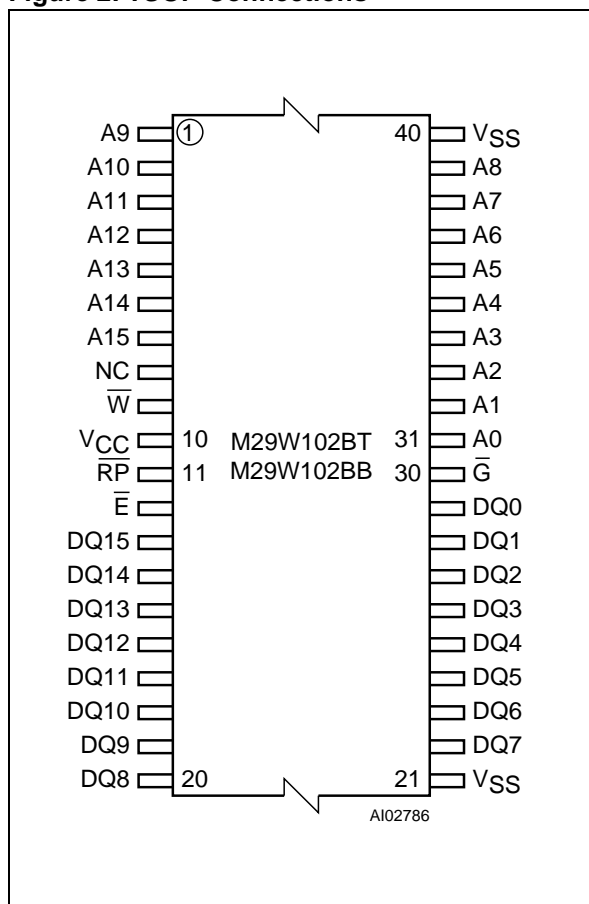 Figure 2. TSOP Connections
A9 1 40 VSS
A10 A8
A11 A7
A12 A6
A13 A5
A14 A4
A15 A3
NC A2
W̅ A1
VCC 10 M29W102BT 31 A0
R̅P̅ 11 M29W102BB 30 G̅
E̅ DQ0
DQ15 DQ1
DQ14 DQ2
DQ13 DQ3
DQ12 DQ4
DQ11 DQ5
DQ10 DQ6
DQ9 DQ7
DQ8 20 21 VSS
AI02786